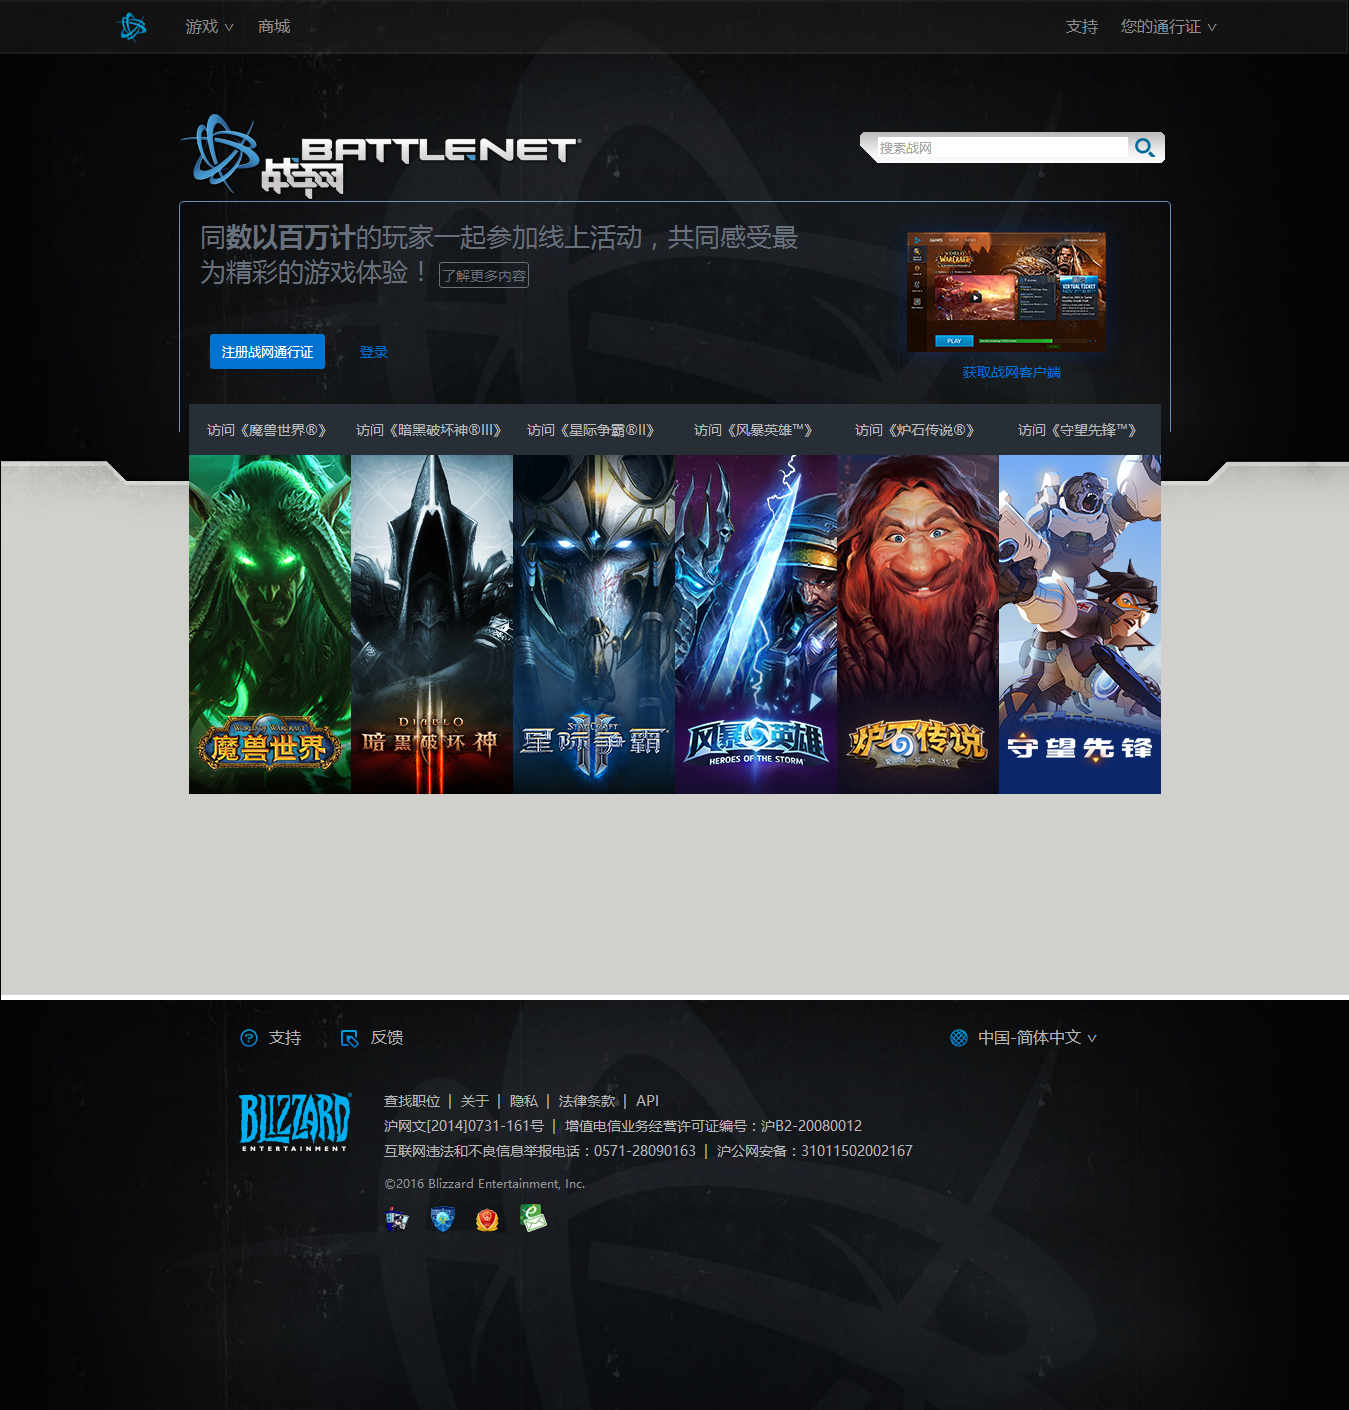 游戏 商城 支持 您的通行证
BATTLE.NET®
战网
搜索战网
同数以百万计的玩家一起参加线上活动，共同感受最
为精彩的游戏体验！ 了解更多内容
注册战网通行证 登录
PLAY
获取战网客户端
访问《魔兽世界®》 访问《暗黑破坏神®III》 访问《星际争霸®II》 访问《风暴英雄™》 访问《炉石传说®》 访问《守望先锋™》
WORLD OF WARCRAFT
魔兽世界
DIABLO
暗黑破坏神
STARCRAFT
星际争霸
风暴英雄
HEROES OF THE STORM
炉石传说
魔兽英雄传
守望先锋
支持 反馈 中国-简体中文
BLIZZARD
ENTERTAINMENT
查找职位 | 关于 | 隐私 | 法律条款 | API
沪网文[2014]0731-161号 | 增值电信业务经营许可证编号：沪B2-20080012
互联网违法和不良信息举报电话：0571-28090163 | 沪公网安备：31011502002167
©2016 Blizzard Entertainment, Inc.